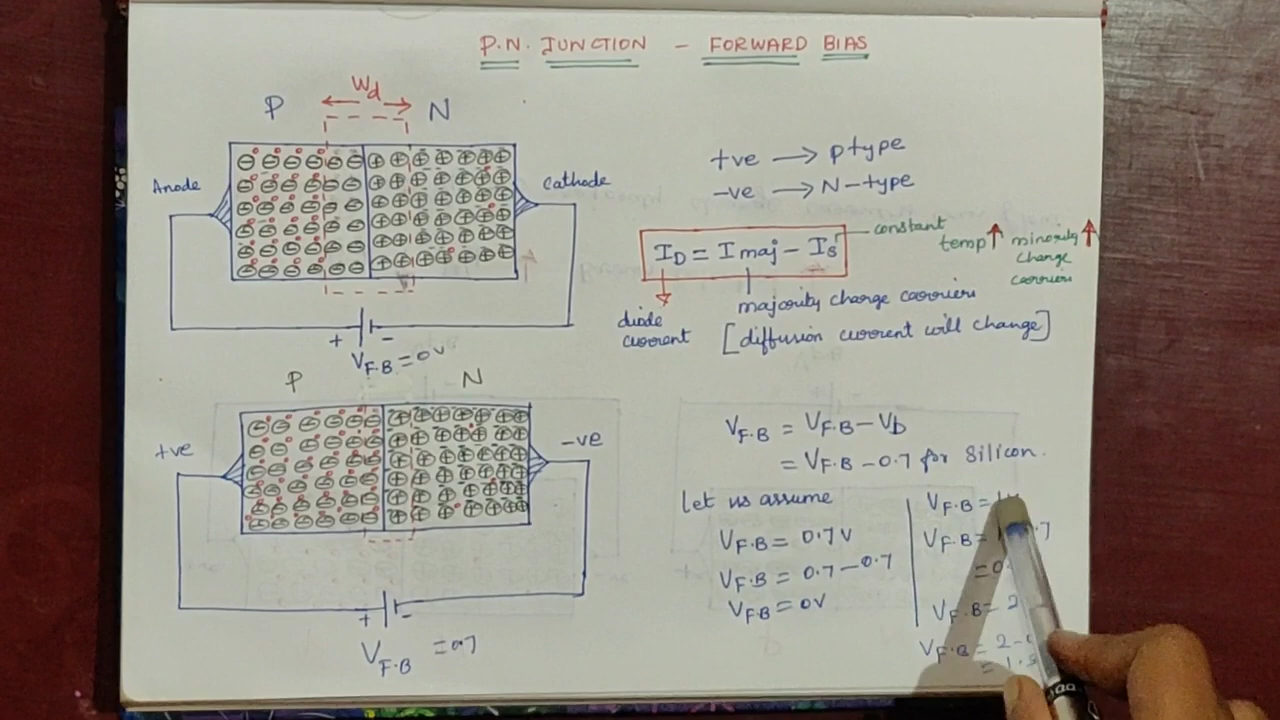 P.N. JUNCTION - FORWARD BIAS
Wd
P N
Anode Cathode
+ -
VF.B = 0V
+ve → p type
-ve → N-type
ID = Imaj - Is
constant
temp↑ minority↑
charge
carriers
diode
current
majority charge carriers
[diffusion current will change]
P N
+ve -ve
+ -
VF.B = 0.7
VF.B = VF.B - VD
= VF.B - 0.7 for Silicon.
Let us assume
VF.B = 0.7V
VF.B = 0.7 - 0.7
VF.B = 0V
VF.B =
VF.B =
VF.B = 2
VF.B = 2 -